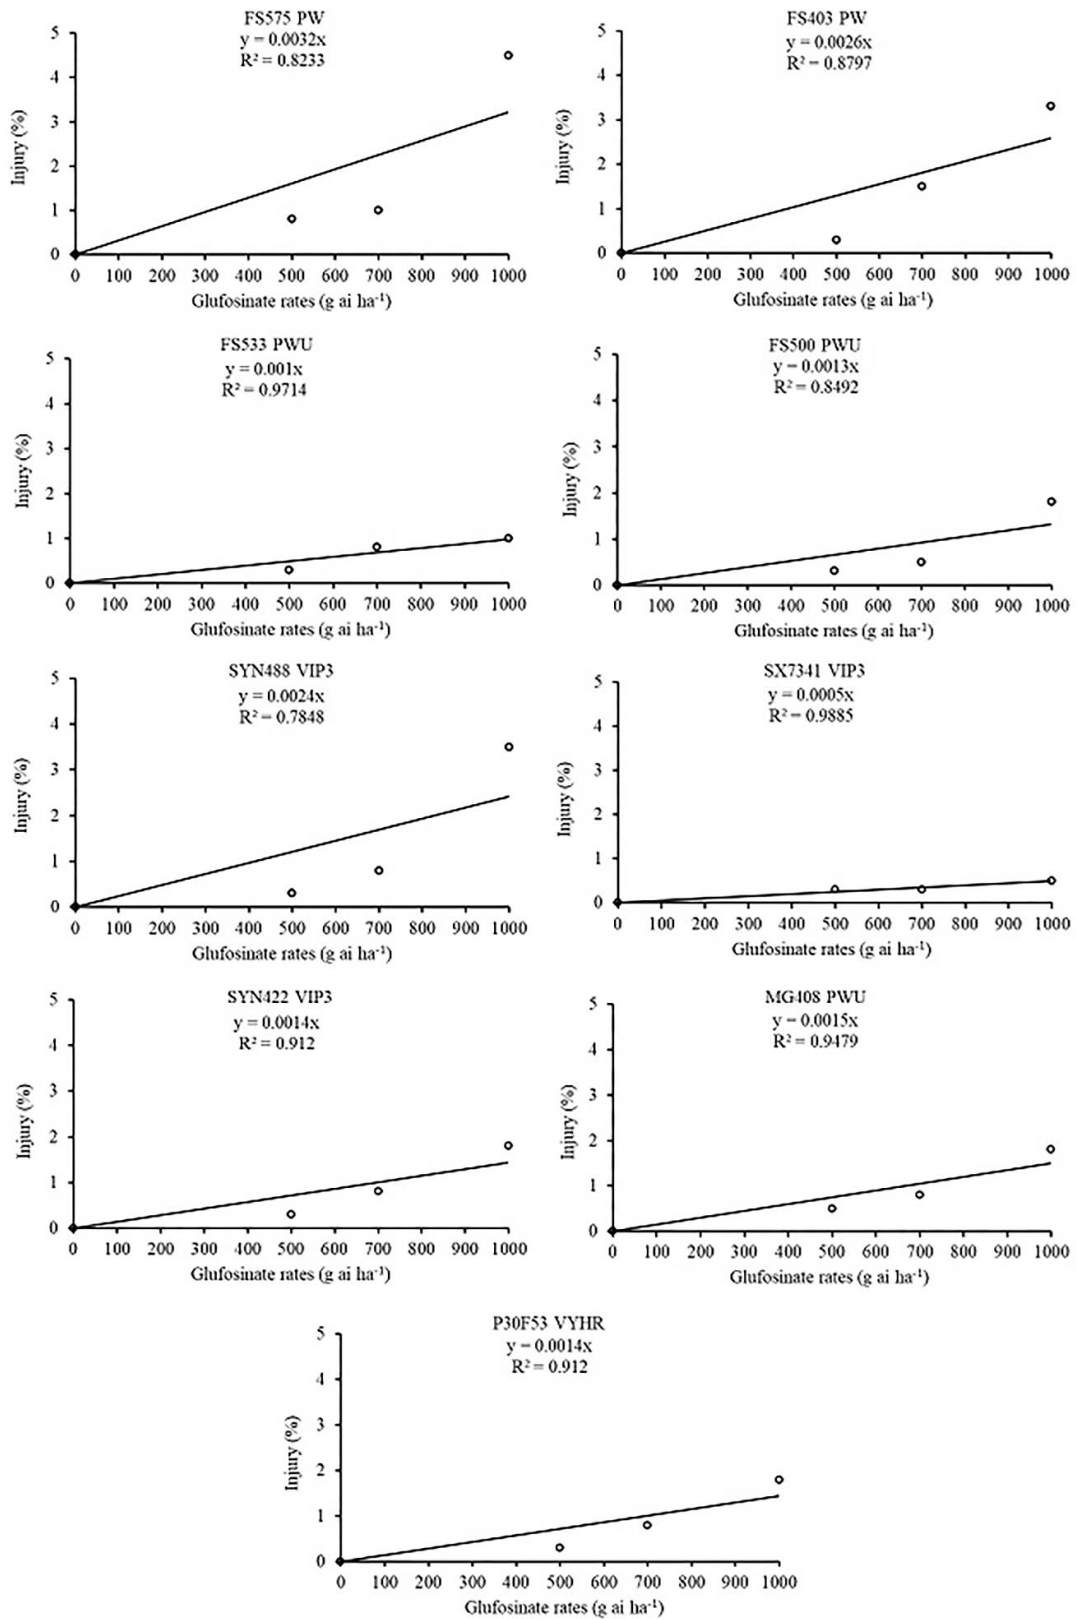 FS575 PW
y = 0.0032x
R² = 0.8233
5
4
3
2
1
0
Injury (%)
0 100 200 300 400 500 600 700 800 900 1000
Glufosinate rates (g ai ha⁻¹)
FS403 PW
y = 0.0026x
R² = 0.8797
5
4
3
2
1
0
Injury (%)
0 100 200 300 400 500 600 700 800 900 1000
Glufosinate rates (g ai ha⁻¹)
FS533 PWU
y = 0.001x
R² = 0.9714
5
4
3
2
1
0
Injury (%)
0 100 200 300 400 500 600 700 800 900 1000
Glufosinate rates (g ai ha⁻¹)
FS500 PWU
y = 0.0013x
R² = 0.8492
5
4
3
2
1
0
Injury (%)
0 100 200 300 400 500 600 700 800 900 1000
Glufosinate rates (g ai ha⁻¹)
SYN488 VIP3
y = 0.0024x
R² = 0.7848
5
4
3
2
1
0
Injury (%)
0 100 200 300 400 500 600 700 800 900 1000
Glufosinate rates (g ai ha⁻¹)
SX7341 VIP3
y = 0.0005x
R² = 0.9885
5
4
3
2
1
0
Injury (%)
0 100 200 300 400 500 600 700 800 900 1000
Glufosinate rates (g ai ha⁻¹)
SYN422 VIP3
y = 0.0014x
R² = 0.912
5
4
3
2
1
0
Injury (%)
0 100 200 300 400 500 600 700 800 900 1000
Glufosinate rates (g ai ha⁻¹)
MG408 PWU
y = 0.0015x
R² = 0.9479
5
4
3
2
1
0
Injury (%)
0 100 200 300 400 500 600 700 800 900 1000
Glufosinate rates (g ai ha⁻¹)
P30F53 VYHR
y = 0.0014x
R² = 0.912
5
4
3
2
1
0
Injury (%)
0 100 200 300 400 500 600 700 800 900 1000
Glufosinate rates (g ai ha⁻¹)